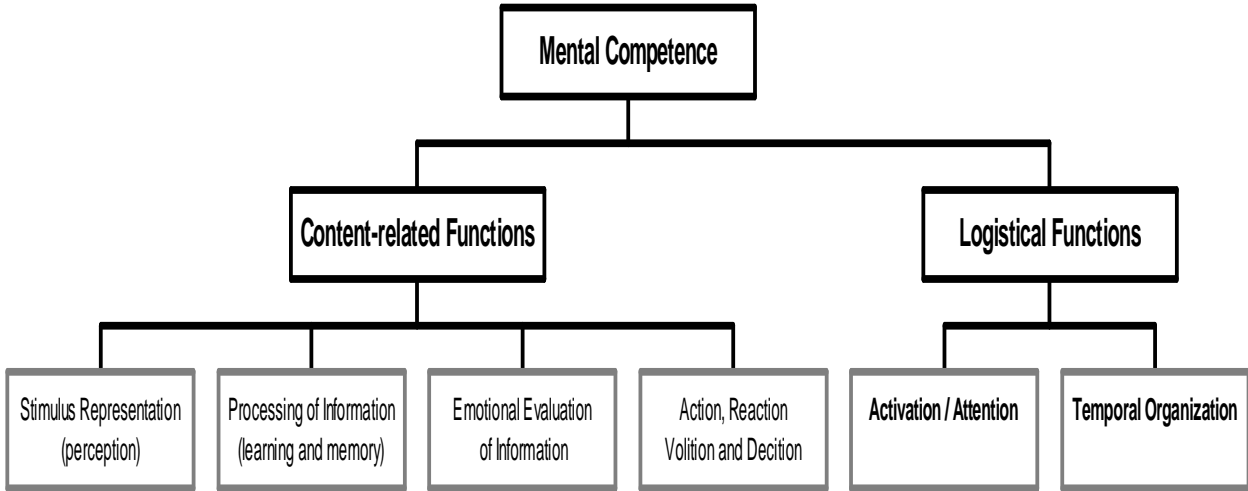 Mental Competence
Content-related Functions
Logistical Functions
Stimulus Representation
(perception)
Processing of Information
(learning and memory)
Emotional Evaluation
of Information
Action, Reaction
Volition and Decition
Activation / Attention
Temporal Organization